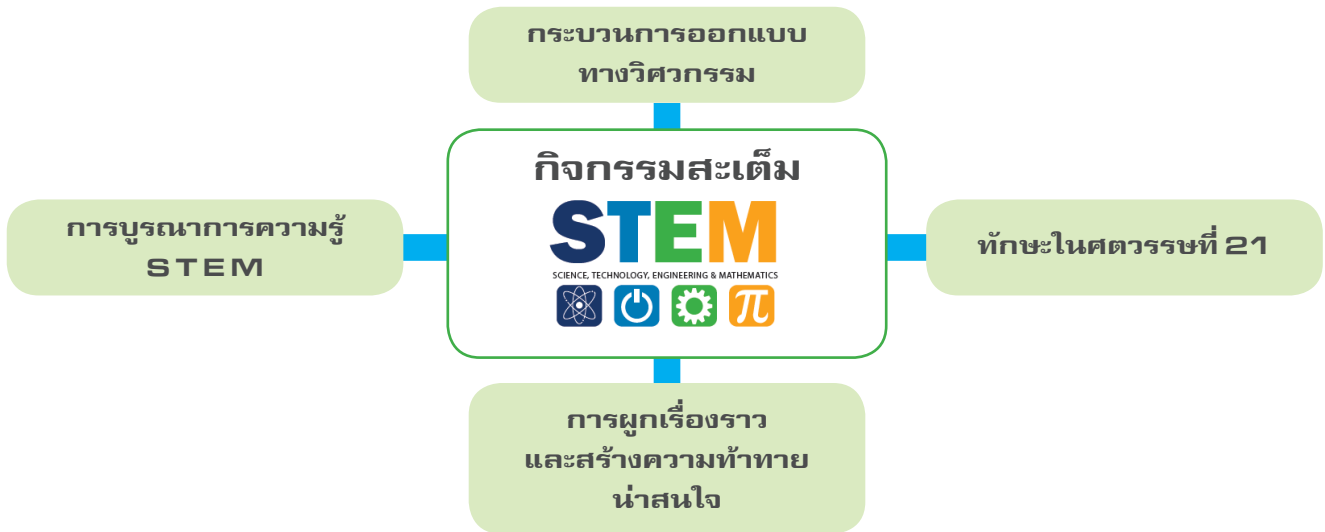 กระบวนการออกแบบ
ทางวิศวกรรม
กิจกรรมสะเต็ม
STEM
SCIENCE, TECHNOLOGY, ENGINEERING & MATHEMATICS
π
การบูรณาการความรู้
STEM
ทักษะในศตวรรษที่ 21
การผูกเรื่องราว
และสร้างความท้าทาย
น่าสนใจ